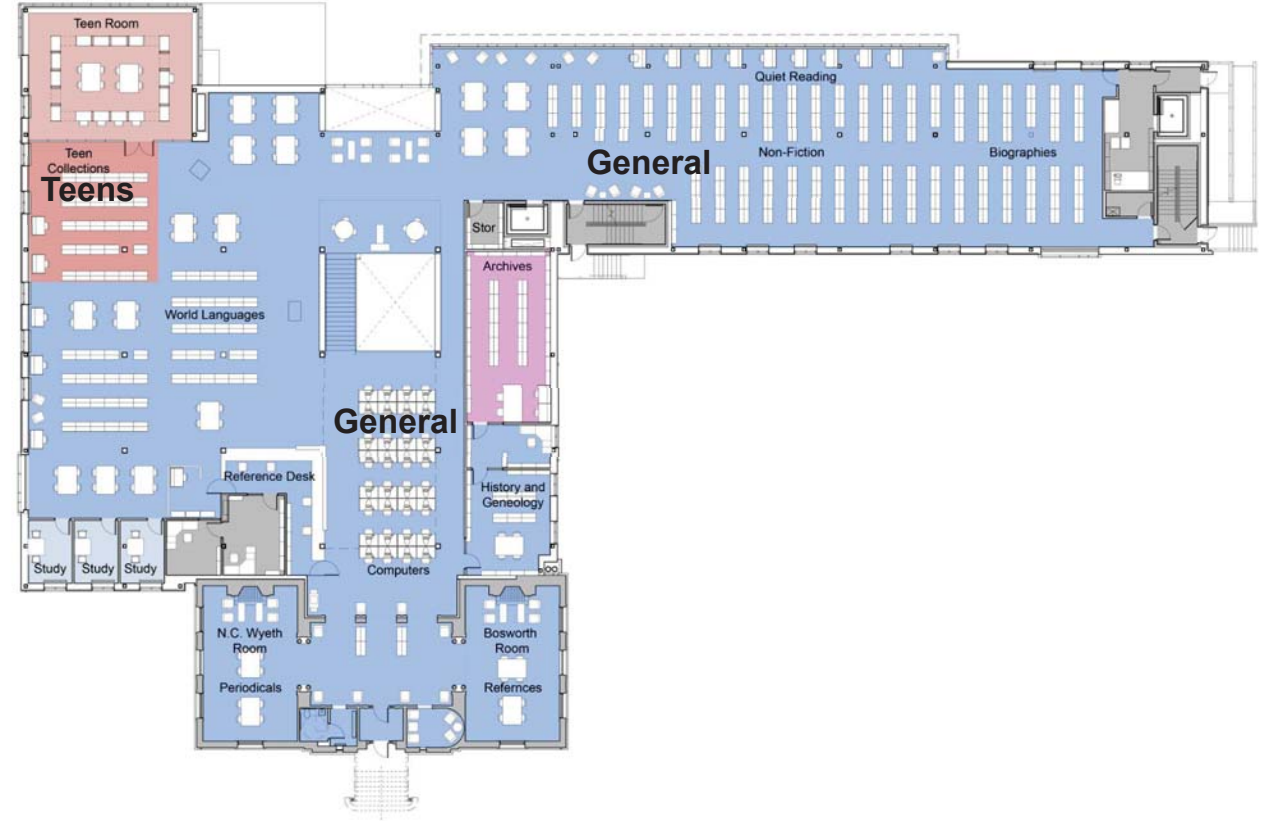 Teen Room
Quiet Reading
Teen
Collections
Teens
General
Non-Fiction
Biographies
Stor
Archives
World Languages
General
Reference Desk
History and
Geneology
Study
Study
Study
Computers
N.C. Wyeth
Room
Periodicals
Bosworth
Room
Refernces